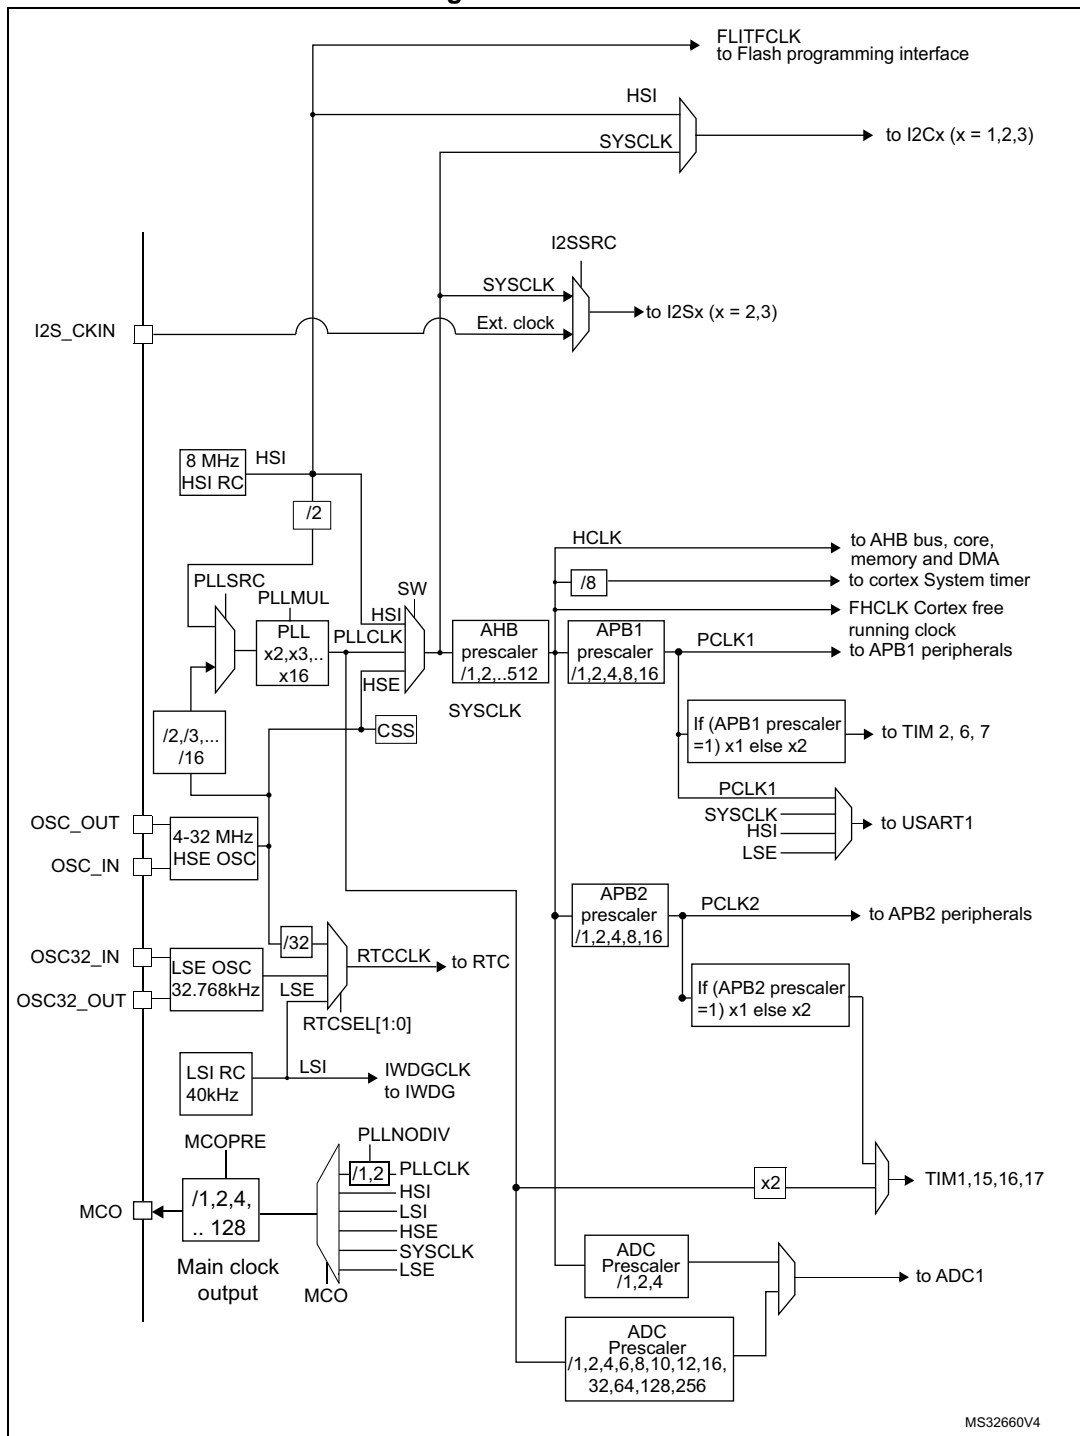 FLITFCLK
to Flash programming interface
HSI
to I2Cx (x = 1,2,3)
SYSCLK
I2SSRC
SYSCLK
to I2Sx (x = 2,3)
Ext. clock
I2S_CKIN
8 MHz
HSI RC
HSI
/2
HCLK
to AHB bus, core,
memory and DMA
/8
to cortex System timer
FHCLK Cortex free
running clock
PLLSRC
PLLMUL
PLL
x2,x3,..
x16
SW
HSI
PLLCLK
HSE
AHB
prescaler
/1,2,..512
APB1
prescaler
/1,2,4,8,16
PCLK1
to APB1 peripherals
SYSCLK
CSS
/2,/3,...
/16
If (APB1 prescaler
=1) x1 else x2
to TIM 2, 6, 7
PCLK1
SYSCLK
HSI
LSE
to USART1
OSC_OUT
OSC_IN
4-32 MHz
HSE OSC
APB2
prescaler
/1,2,4,8,16
PCLK2
to APB2 peripherals
/32
OSC32_IN
OSC32_OUT
LSE OSC
32.768kHz
LSE
RTCCLK
to RTC
RTCSEL[1:0]
If (APB2 prescaler
=1) x1 else x2
LSI RC
40kHz
LSI
IWDGCLK
to IWDG
MCOPRE
PLLNODIV
/1,2
PLLCLK
HSI
LSI
HSE
SYSCLK
LSE
MCO
/1,2,4,
.. 128
Main clock
output
MCO
x2
TIM1,15,16,17
ADC
Prescaler
/1,2,4
to ADC1
ADC
Prescaler
/1,2,4,6,8,10,12,16,
32,64,128,256
MS32660V4